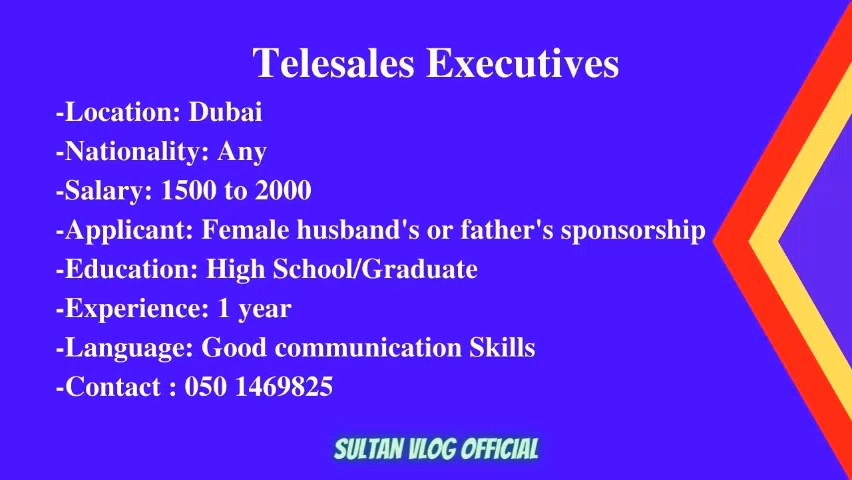 Telesales Executives
-Location: Dubai
-Nationality: Any
-Salary: 1500 to 2000
-Applicant: Female husband's or father's sponsorship
-Education: High School/Graduate
-Experience: 1 year
-Language: Good communication Skills
-Contact : 050 1469825
SULTAN VLOG OFFICIAL